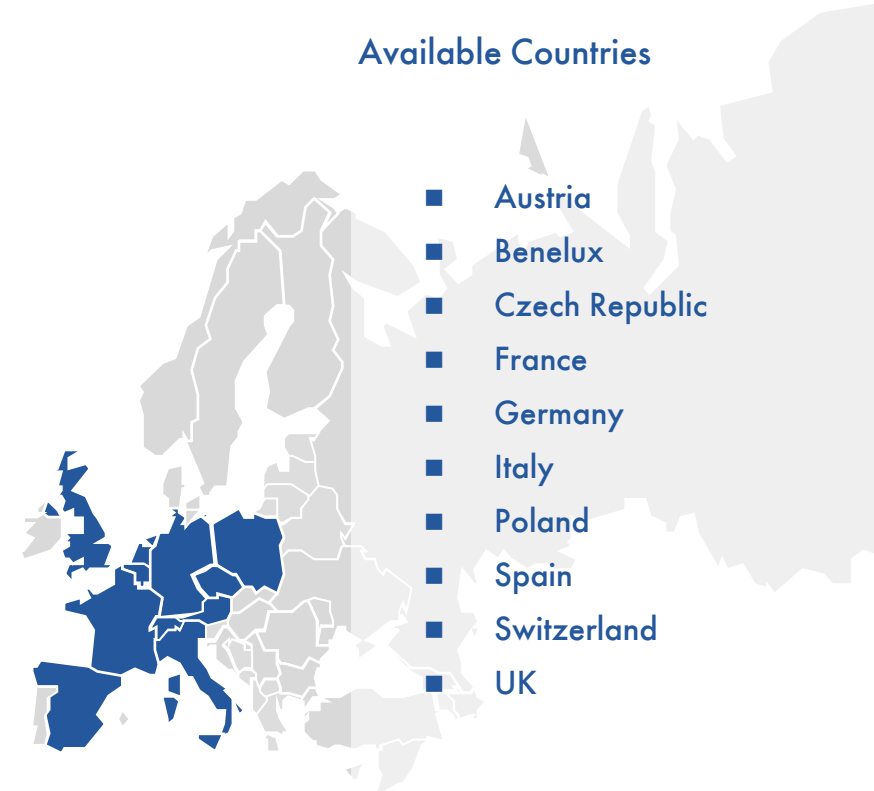 Available Countries
Austria
Benelux
Czech Republic
France
Germany
Italy
Poland
Spain
Switzerland
UK